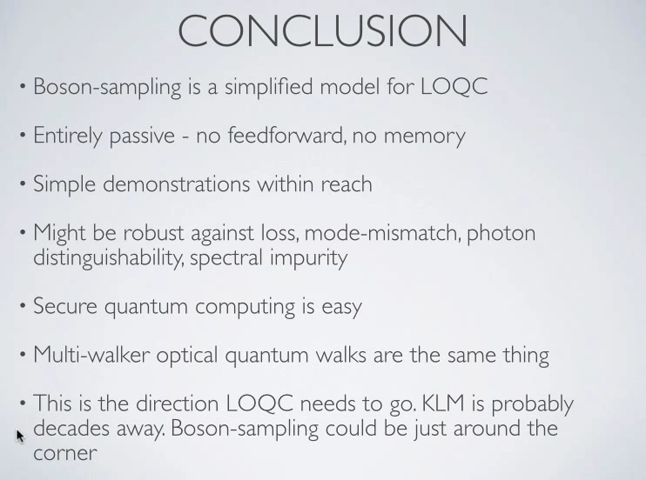 CONCLUSION
• Boson-sampling is a simplified model for LOQC
• Entirely passive - no feedforward, no memory
• Simple demonstrations within reach
• Might be robust against loss, mode-mismatch, photon
distinguishability, spectral impurity
• Secure quantum computing is easy
• Multi-walker optical quantum walks are the same thing
• This is the direction LOQC needs to go. KLM is probably
decades away. Boson-sampling could be just around the
corner